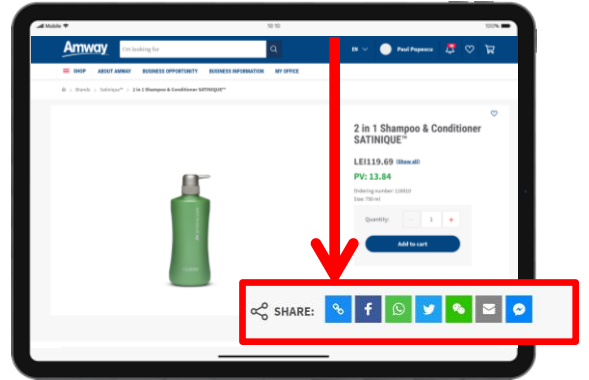 Mobile
10:10
100%
Amway
I'm looking for
EN
Paul Popescu
SHOP
ABOUT AMWAY
BUSINESS OPPORTUNITY
BUSINESS INFORMATION
MY OFFICE
Brands > Satinique™ > 2 in 1 Shampoo & Conditioner SATINIQUE™
2 in 1 Shampoo & Conditioner
SATINIQUE™
LEI119.69 (Show all)
PV: 13.84
Ordering number: 110010
Size: 750 ml
Quantity:
- 1 +
Add to cart
SHARE: